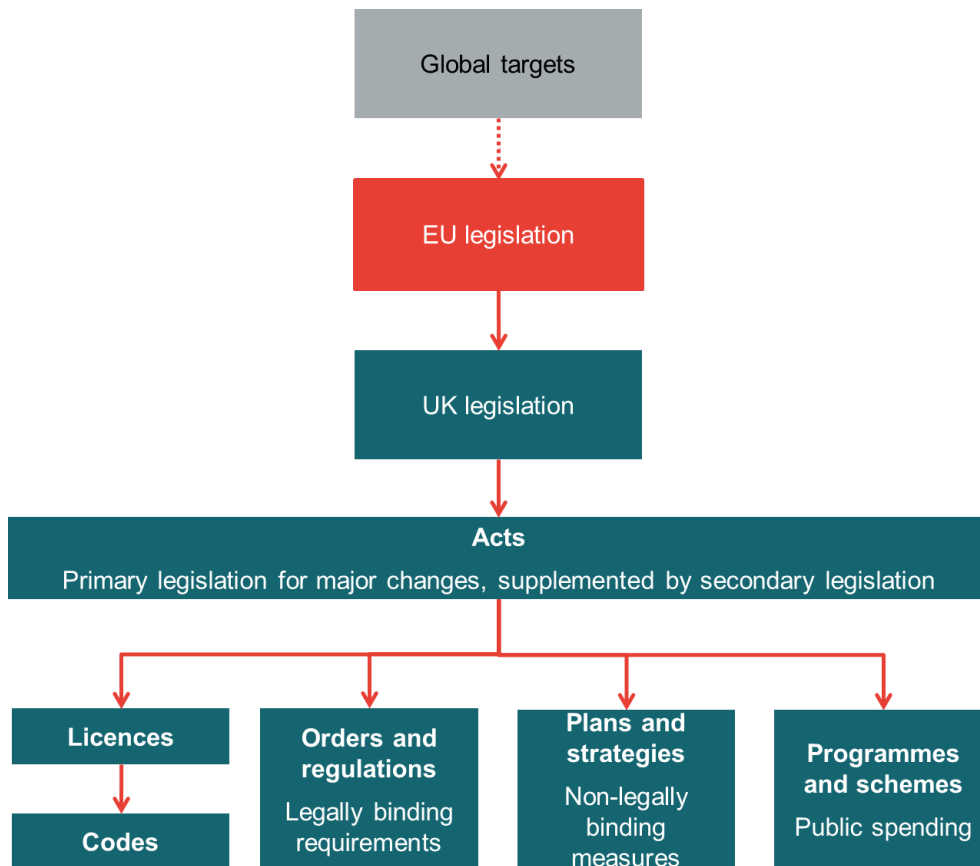 Global targets
EU legislation
UK legislation
Acts
Primary legislation for major changes, supplemented by secondary legislation
Licences
Codes
Orders and
regulations
Legally binding
requirements
Plans and
strategies
Non-legally
binding
measures
Programmes
and schemes
Public spending